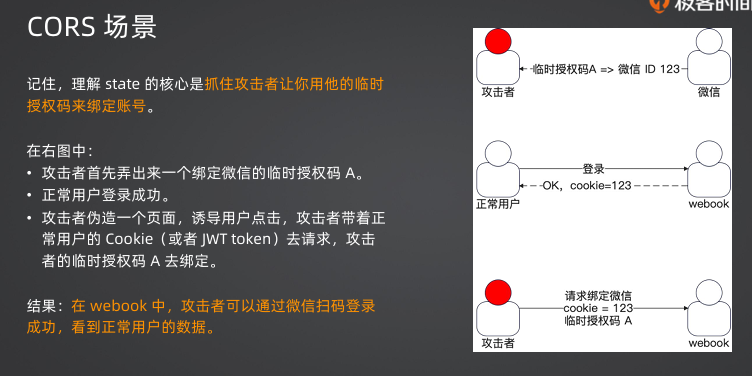 极客时间
CORS 场景
记住，理解 state 的核心是抓住攻击者让你用他的临时
授权码来绑定账号。
在右图中：
• 攻击者首先弄出来一个绑定微信的临时授权码 A。
• 正常用户登录成功。
• 攻击者伪造一个页面，诱导用户点击，攻击者带着正
常用户的 Cookie（或者 JWT token）去请求，攻击
者的临时授权码 A 去绑定。
结果：在 webook 中，攻击者可以通过微信扫码登录
成功，看到正常用户的数据。
临时授权码A => 微信 ID 123
攻击者
微信
登录
OK，cookie=123
正常用户
webook
请求绑定微信
cookie = 123
临时授权码 A
攻击者
webook